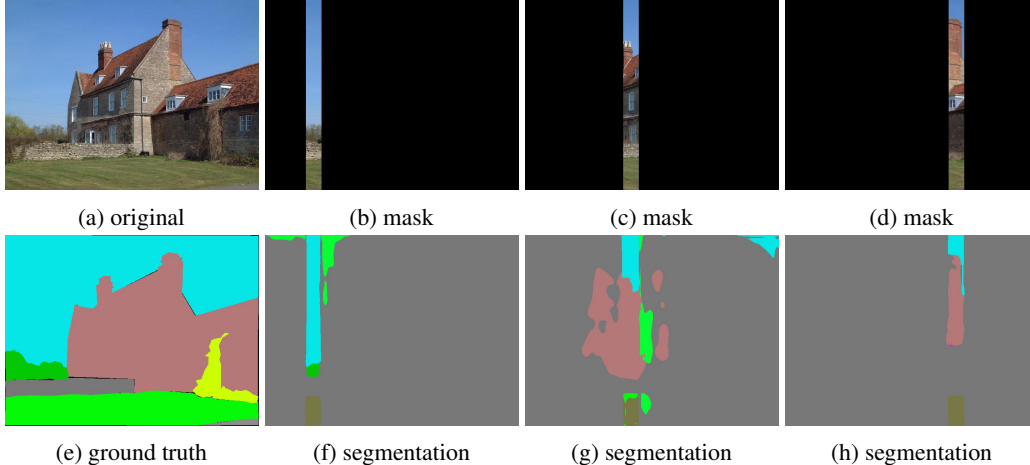 (a) original
(b) mask
(c) mask
(d) mask
(e) ground truth
(f) segmentation
(g) segmentation
(h) segmentation